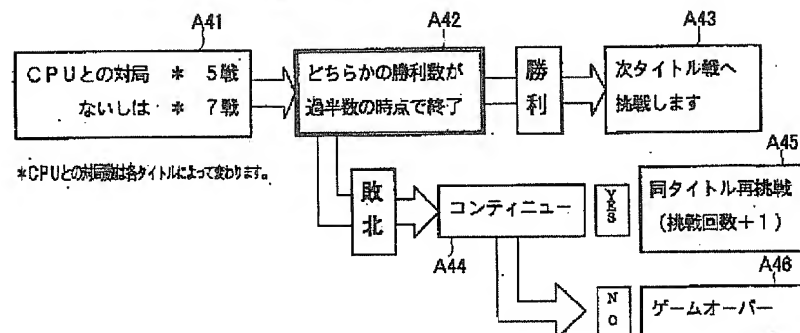 A41
CPUとの対局 * 5戦
ないしは * 7戦
*CPUとの対局数は各タイトルによって変わります。
A42
どちらかの勝利数が
過半数の時点で終了
勝利
A43
次タイトル戦へ
挑戦します
敗北
コンティニュー
A44
YES
A45
同タイトル再挑戦
(挑戦回数+1)
NO
A46
ゲームオーバー